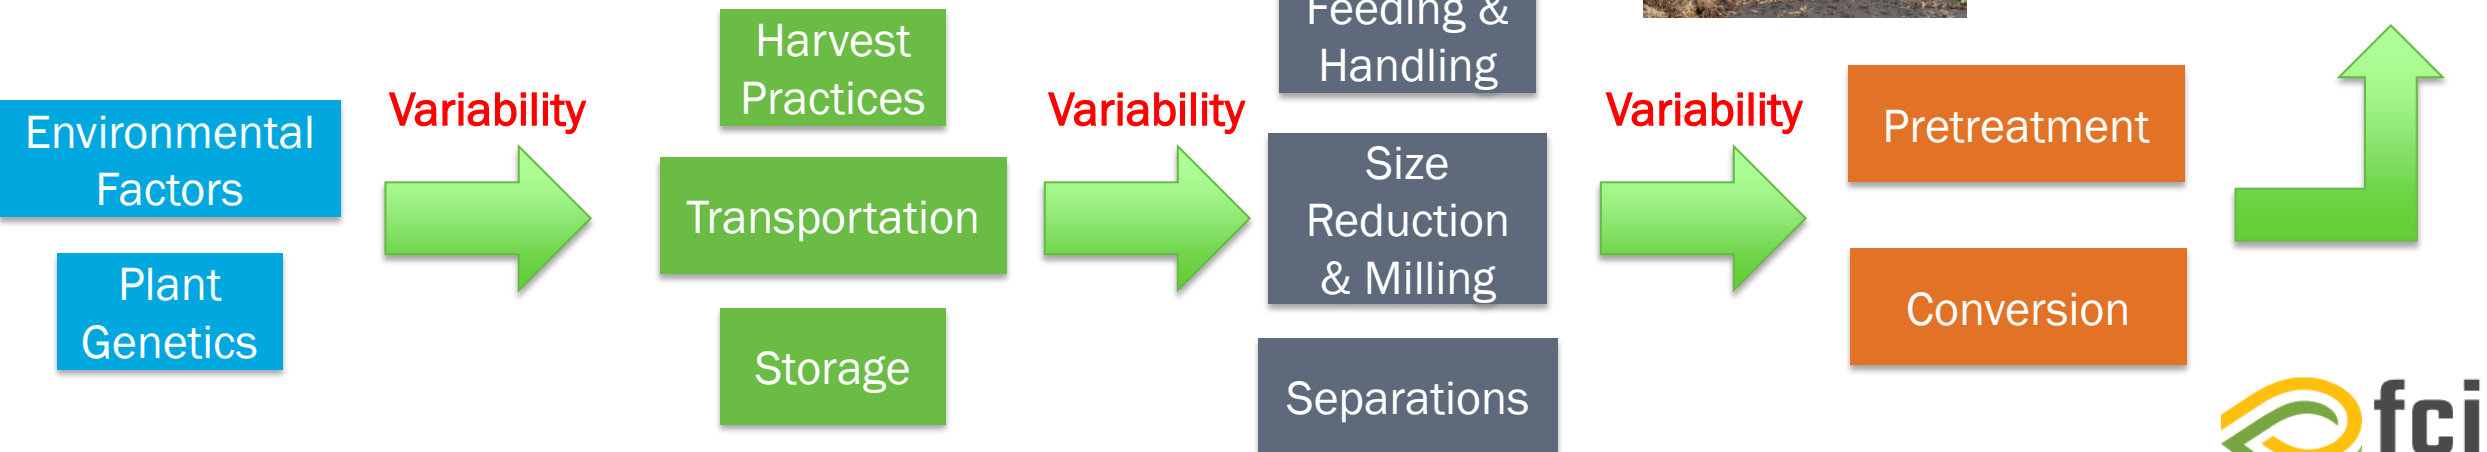 Environmental
Factors
Plant
Genetics
Variability
Harvest
Practices
Transportation
Storage
Variability
Feeding &
Handling
Size
Reduction
& Milling
Separations
Variability
Pretreatment
Conversion
fci